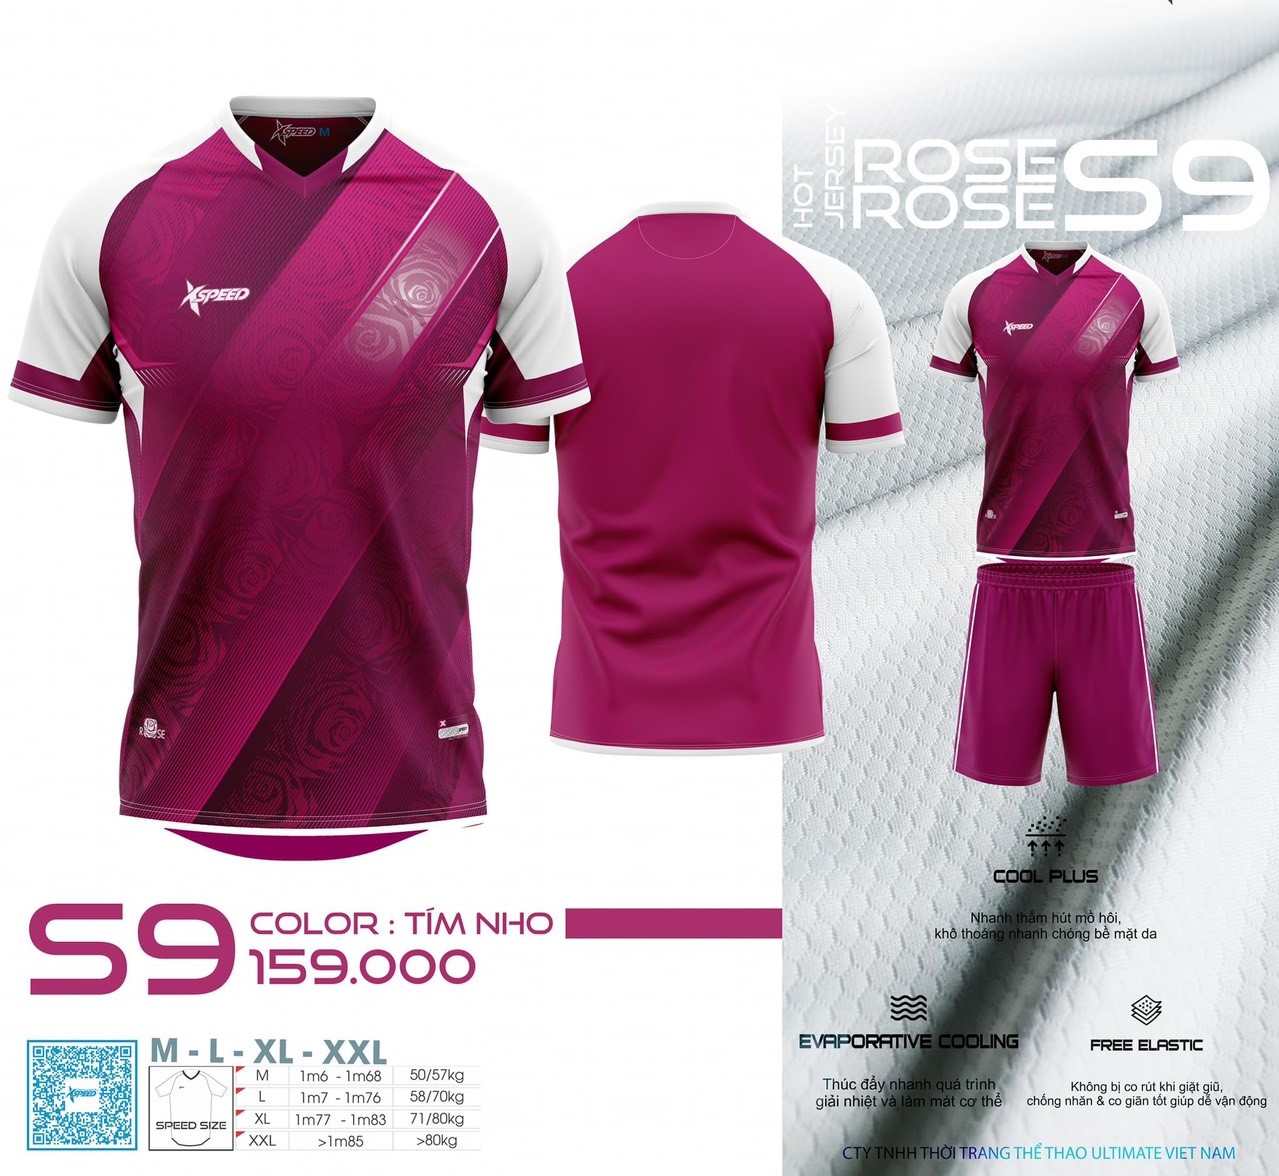 XSPEED M
XSPEED
ROSE
X
SPEED
HOT
JERSEY
ROSE
ROSE
S9
XSPEED
S9
COLOR : TÍM NHO
159.000
XSPEED
M - L - XL - XXL
SPEED SIZE
M 1m6 - 1m68 50/57kg
L 1m7 - 1m76 58/70kg
XL 1m77 - 1m83 71/80kg
XXL >1m85 >80kg
COOL PLUS
Nhanh thấm hút mồ hôi,
khô thoáng nhanh chóng bề mặt da
EVAPORATIVE COOLING
Thúc đẩy nhanh quá trình
giải nhiệt và làm mát cơ thể
FREE ELASTIC
Không bị co rút khi giặt giũ,
chống nhăn & co giãn tốt giúp dễ vận động
CTY TNHH THỜI TRANG THỂ THAO ULTIMATE VIET NAM